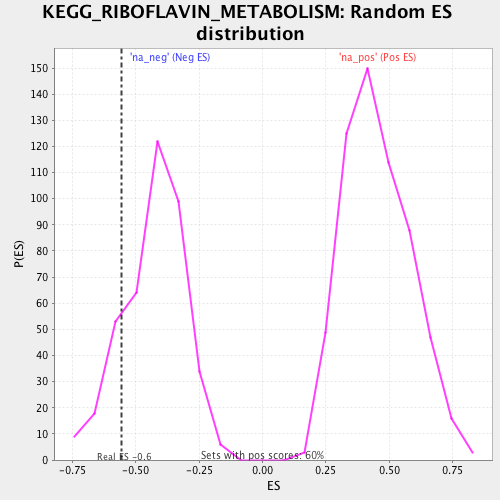 KEGG_RIBOFLAVIN_METABOLISM: Random ES
distribution
'na_neg' (Neg ES)
'na_pos' (Pos ES)
150
140
130
120
110
100
90
80
70
60
50
40
30
20
10
0
P(ES)
Real ES -0.6
Sets with pos scores: 60%
-0.75
-0.50
-0.25
0.00
0.25
0.50
0.75
ES